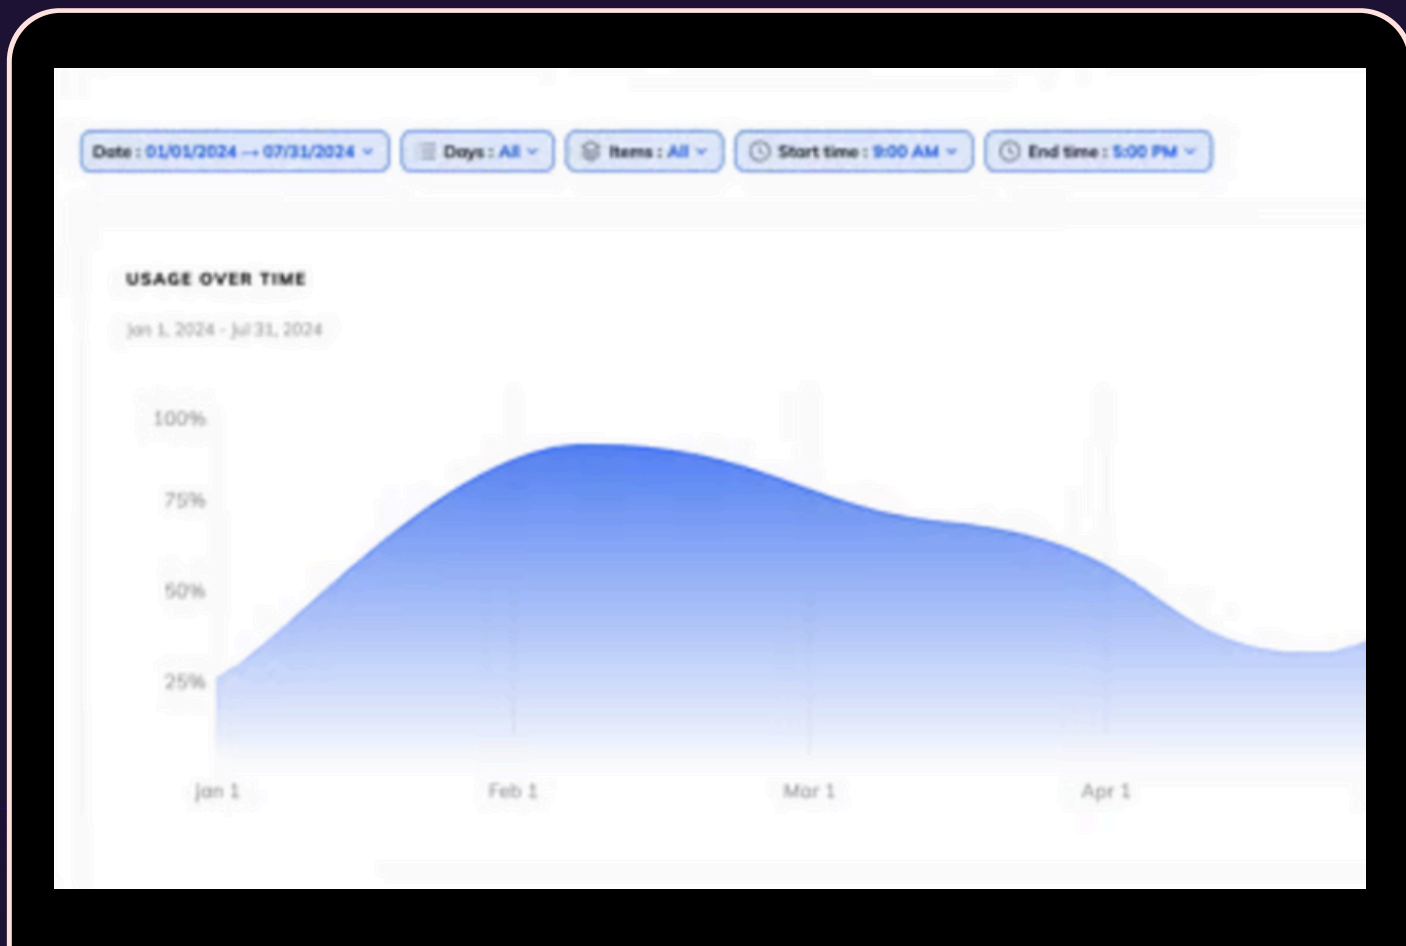 Date : 01/01/2024 → 07/31/2024 Days : All Items : All Start time : 9:00 AM End time : 5:00 PM
USAGE OVER TIME
Jan 1, 2024 - Jul 31, 2024
100%
75%
50%
25%
Jan 1 Feb 1 Mar 1 Apr 1